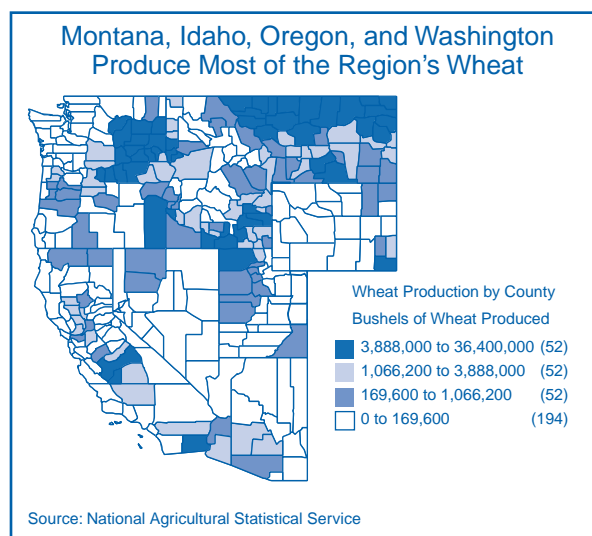 Montana, Idaho, Oregon, and Washington
Produce Most of the Region's Wheat
Wheat Production by County
Bushels of Wheat Produced
3,888,000 to 36,400,000 (52)
1,066,200 to 3,888,000 (52)
169,600 to 1,066,200 (52)
0 to 169,600 (194)
Source: National Agricultural Statistical Service